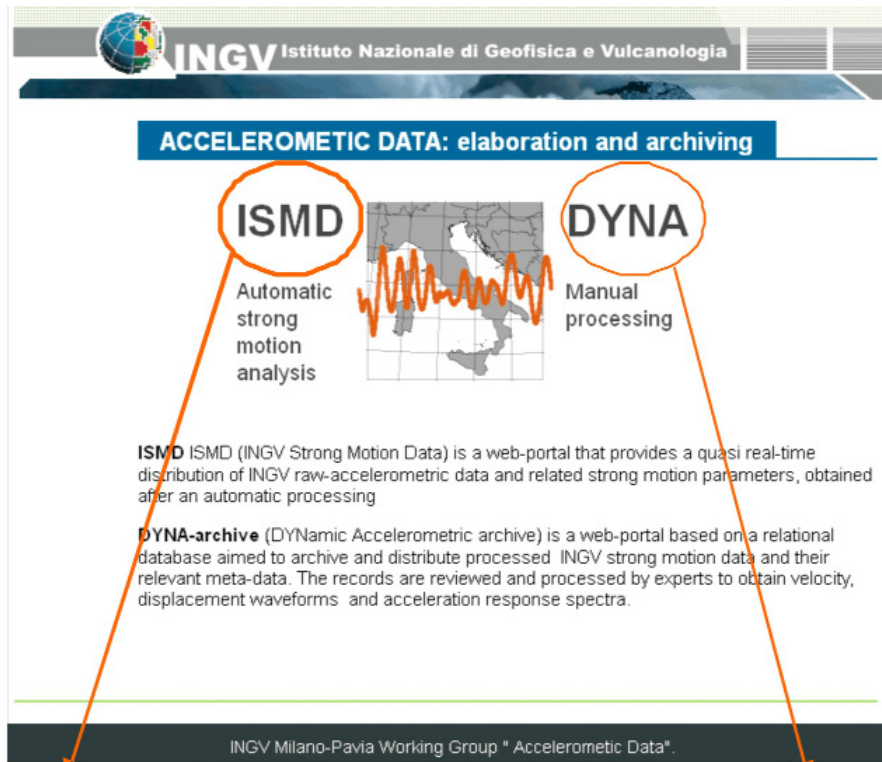 INGV Istituto Nazionale di Geofisica e Vulcanologia
ACCELEROMETIC DATA: elaboration and archiving
ISMD
Automatic
strong
motion
analysis
DYNA
Manual
processing
ISMD ISMD (INGV Strong Motion Data) is a web-portal that provides a quasi real-time
distribution of INGV raw-accelerometric data and related strong motion parameters, obtained
after an automatic processing
DYNA-archive (DYNamic Accelerometric archive) is a web-portal based on a relational
database aimed to archive and distribute processed INGV strong motion data and their
relevant meta-data. The records are reviewed and processed by experts to obtain velocity,
displacement waveforms and acceleration response spectra.
INGV Milano-Pavia Working Group " Accelerometic Data".